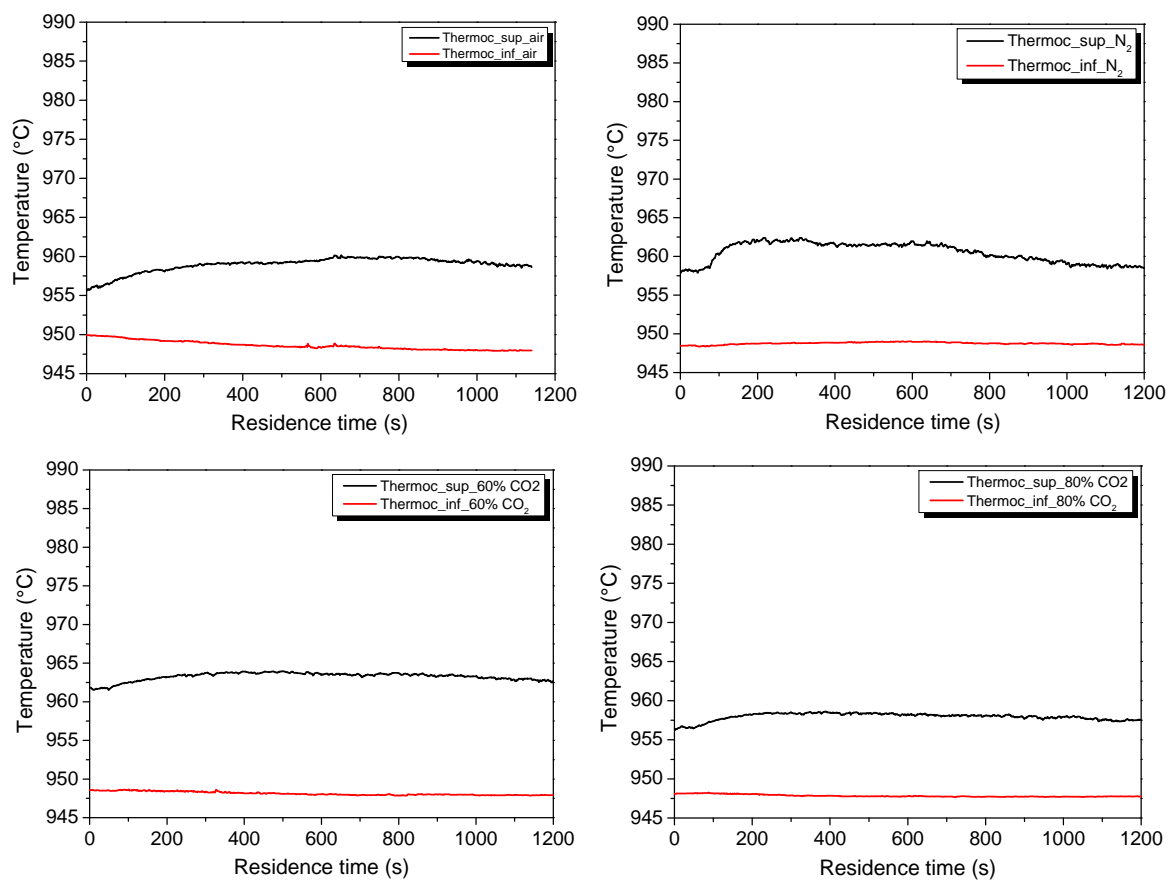 990
985
980
975
970
965
960
955
950
945
Temperature (°C)
0 200 400 600 800 1000 1200
Residence time (s)
Thermoc_sup_air
Thermoc_inf_air
990
985
980
975
970
965
960
955
950
945
Temperature (°C)
0 200 400 600 800 1000 1200
Residence time (s)
Thermoc_sup_N₂
Thermoc_inf_N₂
990
985
980
975
970
965
960
955
950
945
Temperature (°C)
0 200 400 600 800 1000 1200
Residence time (s)
Thermoc_sup_60% CO2
Thermoc_inf_60% CO₂
990
985
980
975
970
965
960
955
950
945
Temperature (°C)
0 200 400 600 800 1000 1200
Residence time (s)
Thermoc_sup_80% CO2
Thermoc_inf_80% CO₂